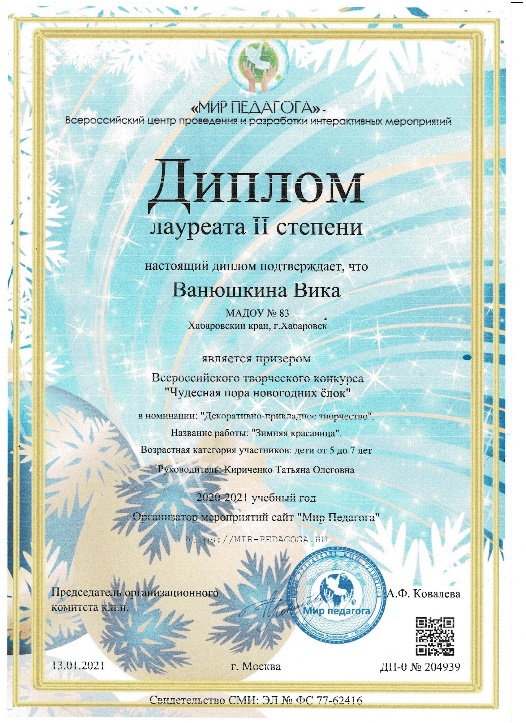 «МИР ПЕДАГОГА» -
Всероссийский центр проведения и разработки интерактивных мероприятий
Диплом
лауреата II степени
настоящий диплом подтверждает, что
Ванюшкина Вика
МАДОУ № 83
Хабаровский край, г.Хабаровск
является призером
Всероссийского творческого конкурса
"Чудесная пора новогодних ёлок"
в номинации: "Декоративно-прикладное творчество".
Название работы: "Зимняя красавица".
Возрастная категория участников: дети от 5 до 7 лет
Руководитель: Кириченко Татьяна Олеговна
2020-2021 учебный год
Организатор мероприятий сайт "Мир Педагога"
https://MIR-PEDAGOGA.RU
Председатель организационного
комитета к.п.н.
Мир педагога
А.Ф. Ковалева
13.01.2021
г. Москва
ДП-0 № 204939
Свидетельство СМИ: ЭЛ № ФС 77-62416